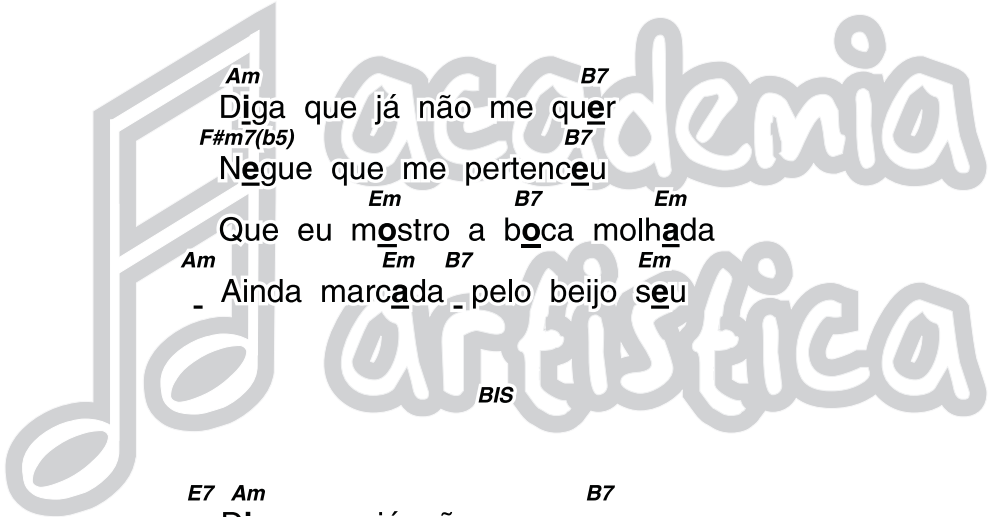 academia
artística
Am B7
Diga que já não me quer
F#m7(b5) B7
Negue que me pertenceu
Em B7 Em
Que eu mostro a boca molhada
Am Em B7 Em
_ Ainda marcada _ pelo beijo seu
BIS
E7 Am B7